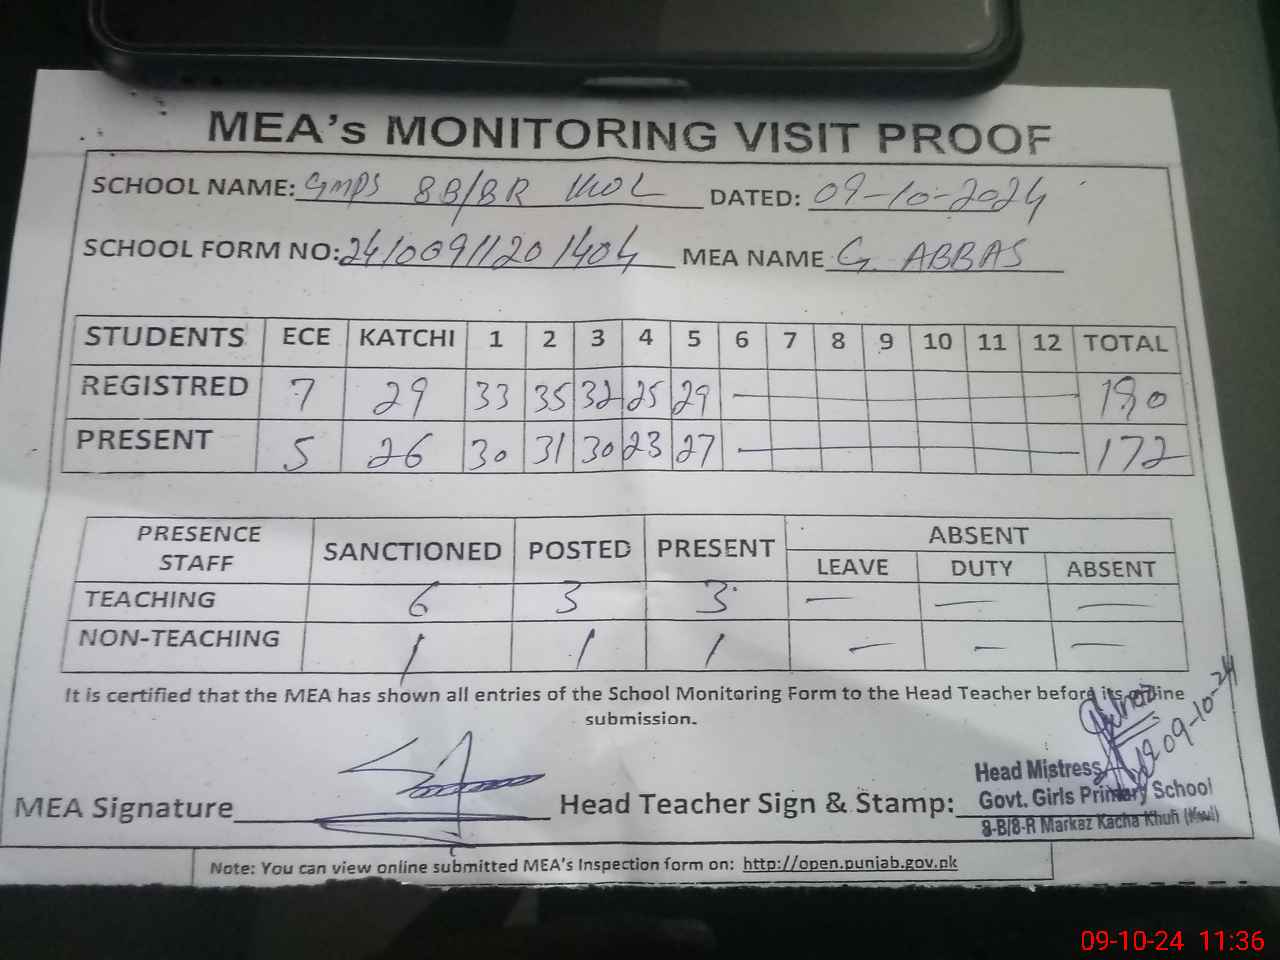 MEA's MONITORING VISIT PROOF
SCHOOL NAME: GMPS 8B/8R KWL DATED: 09-10-2024
SCHOOL FORM NO: 24100911201404 MEA NAME G. ABBAS
STUDENTS ECE KATCHI 1 2 3 4 5 6 7 8 9 10 11 12 TOTAL
REGISTRED 7 29 33 35 32 25 29 — 190
PRESENT 5 26 30 31 30 23 27 — 172
PRESENCE STAFF SANCTIONED POSTED PRESENT ABSENT
LEAVE DUTY ABSENT
TEACHING 6 3 3 — — —
NON-TEACHING 1 1 1 — — —
It is certified that the MEA has shown all entries of the School Monitoring Form to the Head Teacher before its online
submission.
09-10-24
MEA Signature Head Teacher Sign & Stamp:
Head Mistress
Govt. Girls Primary School
8-B/8-R Markaz Kacha Khuh (Kwl)
Note: You can view online submitted MEA's Inspection form on: http://open.punjab.gov.pk
09-10-24 11:36